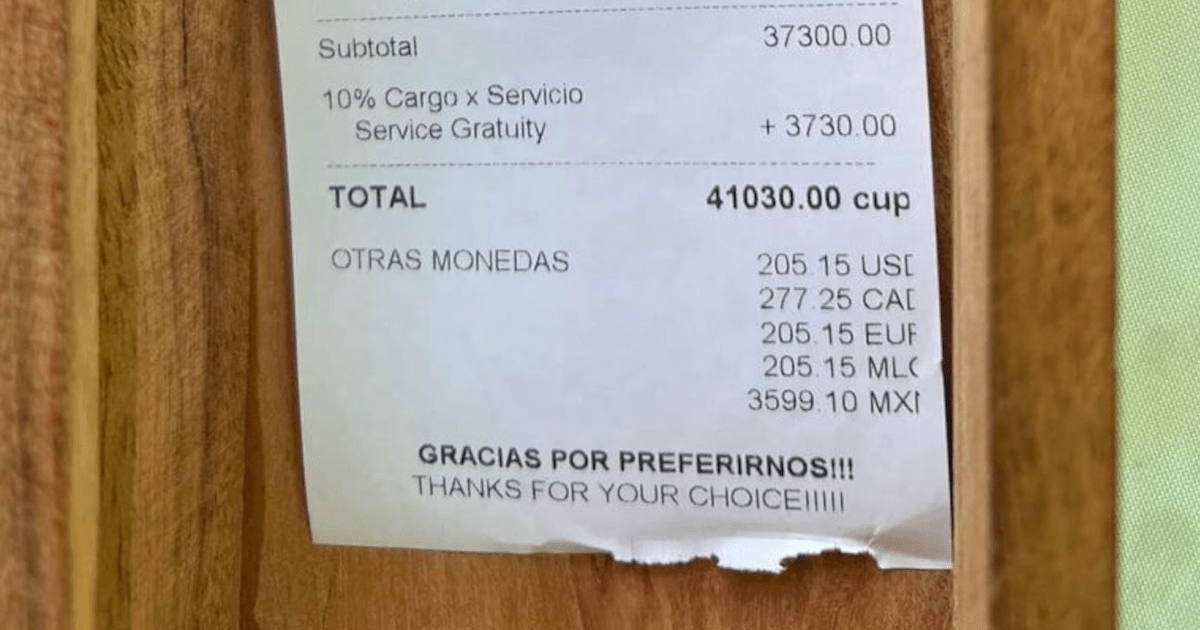 Subtotal 37300.00
10% Cargo x Servicio
Service Gratuity + 3730.00
TOTAL 41030.00 cup
OTRAS MONEDAS 205.15 USD
277.25 CAD
205.15 EUR
205.15 MLC
3599.10 MXN
GRACIAS POR PREFERIRNOS!!!
THANKS FOR YOUR CHOICE!!!!!